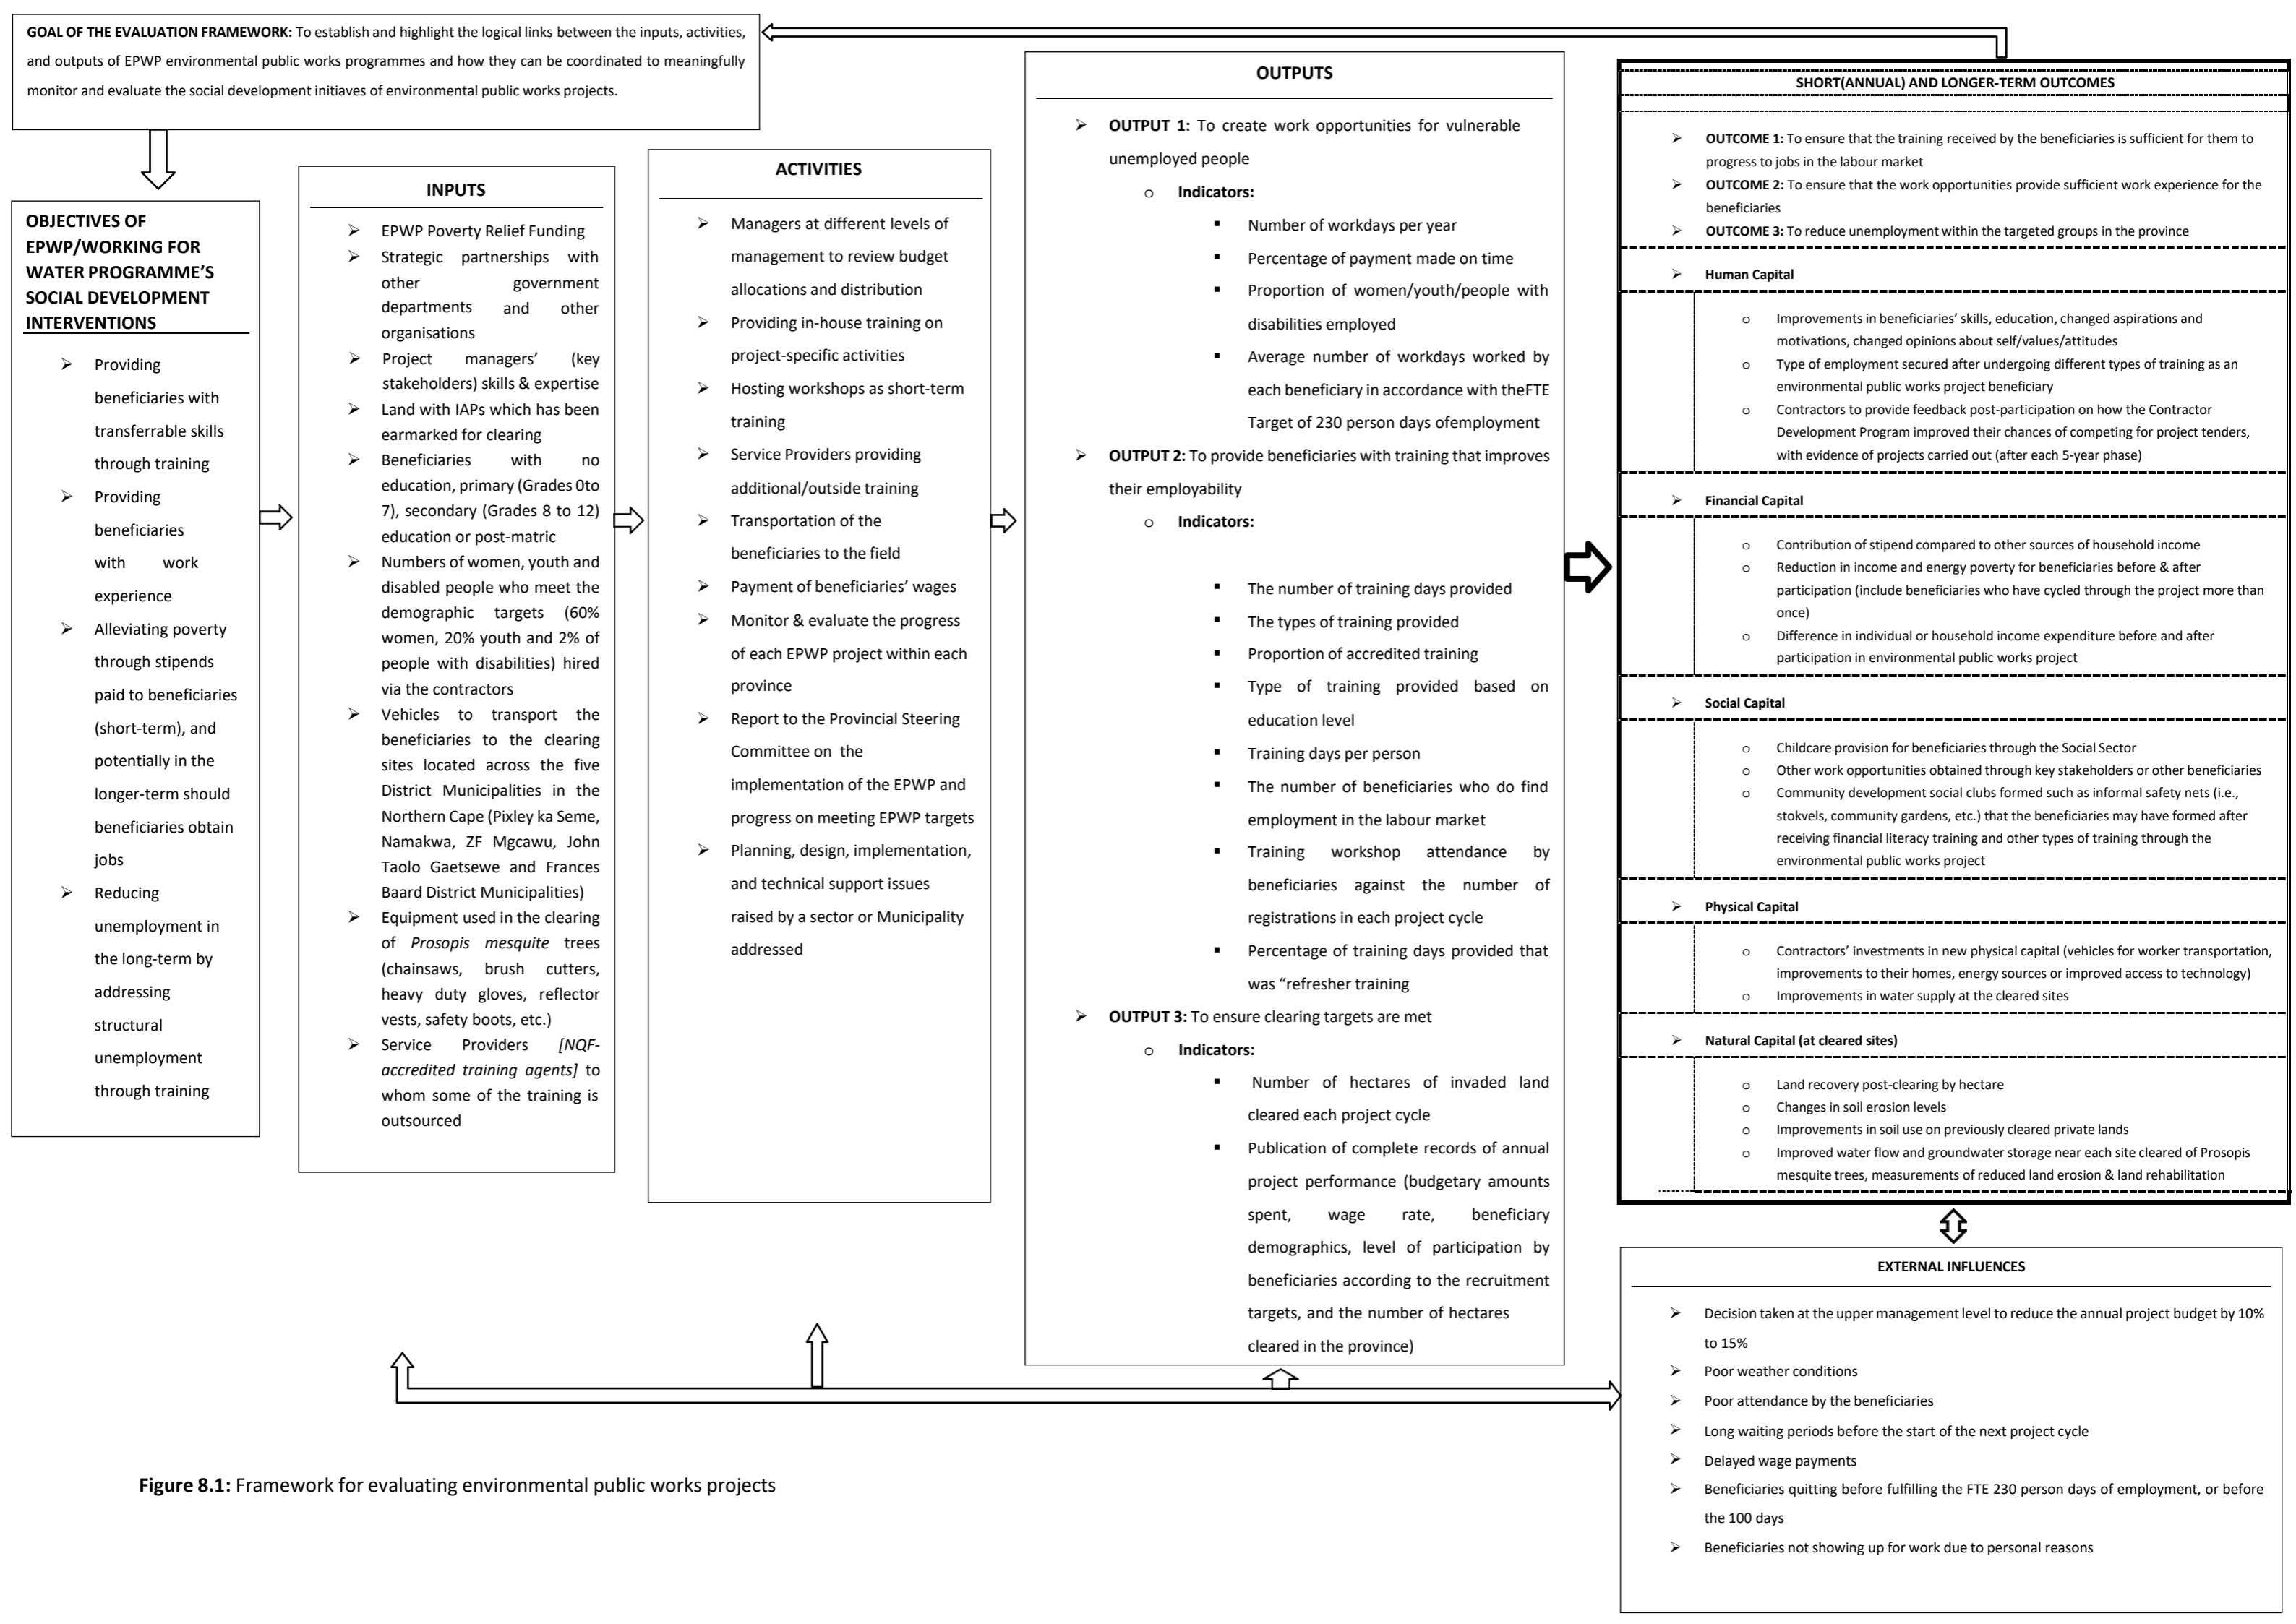 GOAL OF THE EVALUATION FRAMEWORK: To establish and highlight the logical links between the inputs, activities,
and outputs of EPWP environmental public works programmes and how they can be coordinated to meaningfully
monitor and evaluate the social development initiaves of environmental public works projects.
OBJECTIVES OF
EPWP/WORKING FOR
WATER PROGRAMME'S
SOCIAL DEVELOPMENT
INTERVENTIONS
➢ Providing
beneficiaries with
transferrable skills
through training
➢ Providing
beneficiaries
with work
experience
➢ Alleviating poverty
through stipends
paid to beneficiaries
(short-term), and
potentially in the
longer-term should
beneficiaries obtain
jobs
➢ Reducing
unemployment in
the long-term by
addressing
structural
unemployment
through training
INPUTS
➢ EPWP Poverty Relief Funding
➢ Strategic partnerships with
other government
departments and other
organisations
➢ Project managers' (key
stakeholders) skills & expertise
➢ Land with IAPs which has been
earmarked for clearing
➢ Beneficiaries with no
education, primary (Grades 0to
7), secondary (Grades 8 to 12)
education or post-matric
➢ Numbers of women, youth and
disabled people who meet the
demographic targets (60%
women, 20% youth and 2% of
people with disabilities) hired
via the contractors
➢ Vehicles to transport the
beneficiaries to the clearing
sites located across the five
District Municipalities in the
Northern Cape (Pixley ka Seme,
Namakwa, ZF Mgcawu, John
Taolo Gaetsewe and Frances
Baard District Municipalities)
➢ Equipment used in the clearing
of Prosopis mesquite trees
(chainsaws, brush cutters,
heavy duty gloves, reflector
vests, safety boots, etc.)
➢ Service Providers [NQF-
accredited training agents] to
whom some of the training is
outsourced
ACTIVITIES
➢ Managers at different levels of
management to review budget
allocations and distribution
➢ Providing in-house training on
project-specific activities
➢ Hosting workshops as short-term
training
➢ Service Providers providing
additional/outside training
➢ Transportation of the
beneficiaries to the field
➢ Payment of beneficiaries' wages
➢ Monitor & evaluate the progress
of each EPWP project within each
province
➢ Report to the Provincial Steering
Committee on the
implementation of the EPWP and
progress on meeting EPWP targets
➢ Planning, design, implementation,
and technical support issues
raised by a sector or Municipality
addressed
OUTPUTS
➢ OUTPUT 1: To create work opportunities for vulnerable
unemployed people
o Indicators:
▪ Number of workdays per year
▪ Percentage of payment made on time
▪ Proportion of women/youth/people with
disabilities employed
▪ Average number of workdays worked by
each beneficiary in accordance with theFTE
Target of 230 person days ofemployment
➢ OUTPUT 2: To provide beneficiaries with training that improves
their employability
o Indicators:
▪ The number of training days provided
▪ The types of training provided
▪ Proportion of accredited training
▪ Type of training provided based on
education level
▪ Training days per person
▪ The number of beneficiaries who do find
employment in the labour market
▪ Training workshop attendance by
beneficiaries against the number of
registrations in each project cycle
▪ Percentage of training days provided that
was “refresher training
➢ OUTPUT 3: To ensure clearing targets are met
o Indicators:
▪ Number of hectares of invaded land
cleared each project cycle
▪ Publication of complete records of annual
project performance (budgetary amounts
spent, wage rate, beneficiary
demographics, level of participation by
beneficiaries according to the recruitment
targets, and the number of hectares
cleared in the province)
SHORT(ANNUAL) AND LONGER-TERM OUTCOMES
➢ OUTCOME 1: To ensure that the training received by the beneficiaries is sufficient for them to
progress to jobs in the labour market
➢ OUTCOME 2: To ensure that the work opportunities provide sufficient work experience for the
beneficiaries
➢ OUTCOME 3: To reduce unemployment within the targeted groups in the province
➢ Human Capital
o Improvements in beneficiaries' skills, education, changed aspirations and
motivations, changed opinions about self/values/attitudes
o Type of employment secured after undergoing different types of training as an
environmental public works project beneficiary
o Contractors to provide feedback post-participation on how the Contractor
Development Program improved their chances of competing for project tenders,
with evidence of projects carried out (after each 5-year phase)
➢ Financial Capital
o Contribution of stipend compared to other sources of household income
o Reduction in income and energy poverty for beneficiaries before & after
participation (include beneficiaries who have cycled through the project more than
once)
o Difference in individual or household income expenditure before and after
participation in environmental public works project
➢ Social Capital
o Childcare provision for beneficiaries through the Social Sector
o Other work opportunities obtained through key stakeholders or other beneficiaries
o Community development social clubs formed such as informal safety nets (i.e.,
stokvels, community gardens, etc.) that the beneficiaries may have formed after
receiving financial literacy training and other types of training through the
environmental public works project
➢ Physical Capital
o Contractors' investments in new physical capital (vehicles for worker transportation,
improvements to their homes, energy sources or improved access to technology)
o Improvements in water supply at the cleared sites
➢ Natural Capital (at cleared sites)
o Land recovery post-clearing by hectare
o Changes in soil erosion levels
o Improvements in soil use on previously cleared private lands
o Improved water flow and groundwater storage near each site cleared of Prosopis
mesquite trees, measurements of reduced land erosion & land rehabilitation
EXTERNAL INFLUENCES
➢ Decision taken at the upper management level to reduce the annual project budget by 10%
to 15%
➢ Poor weather conditions
➢ Poor attendance by the beneficiaries
➢ Long waiting periods before the start of the next project cycle
➢ Delayed wage payments
➢ Beneficiaries quitting before fulfilling the FTE 230 person days of employment, or before
the 100 days
➢ Beneficiaries not showing up for work due to personal reasons
Figure 8.1: Framework for evaluating environmental public works projects